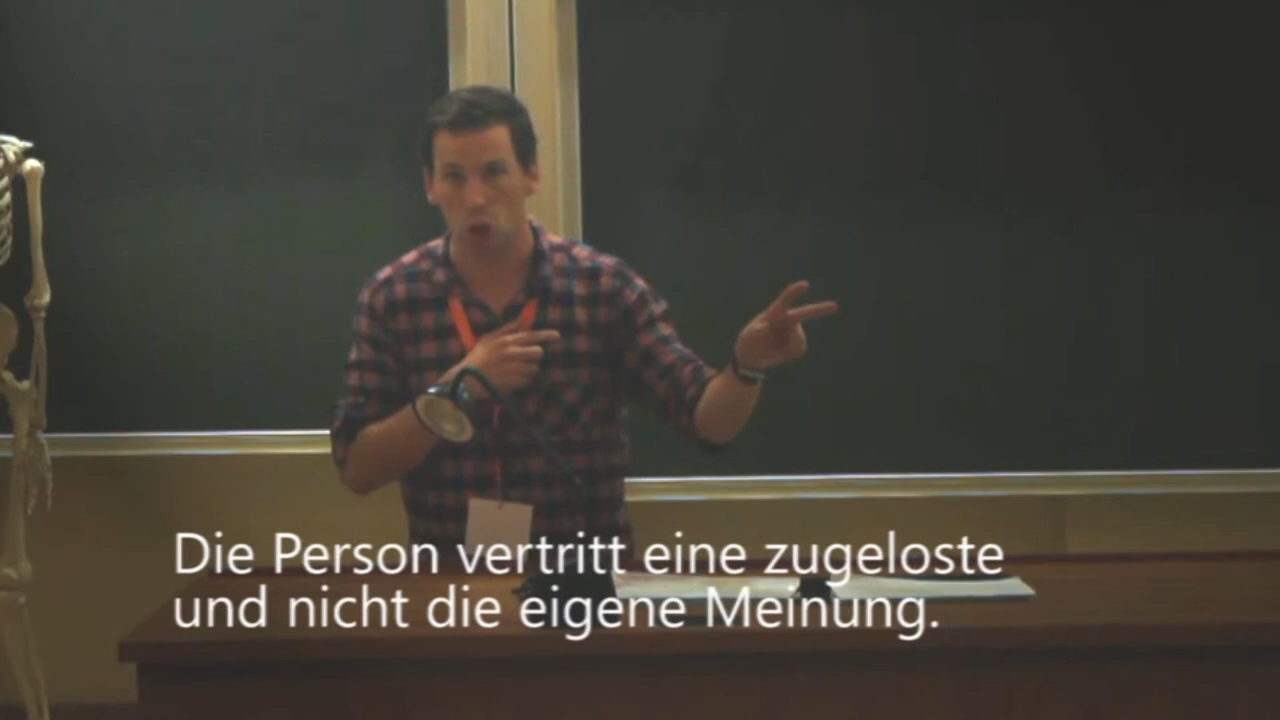 Die Person vertritt eine zugeloste
und nicht die eigene Meinung.